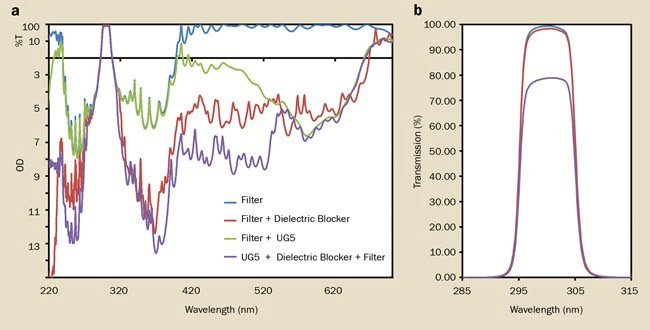 a
%T
100
10
3
5
7
9
11
13
OD
220
320
420
520
620
Wavelength (nm)
Filter
Filter + Dielectric Blocker
Filter + UG5
UG5 + Dielectric Blocker + Filter
b
Transmission (%)
100.00
90.00
80.00
70.00
60.00
50.00
40.00
30.00
20.00
10.00
0.00
285
295
305
315
Wavelength (nm)